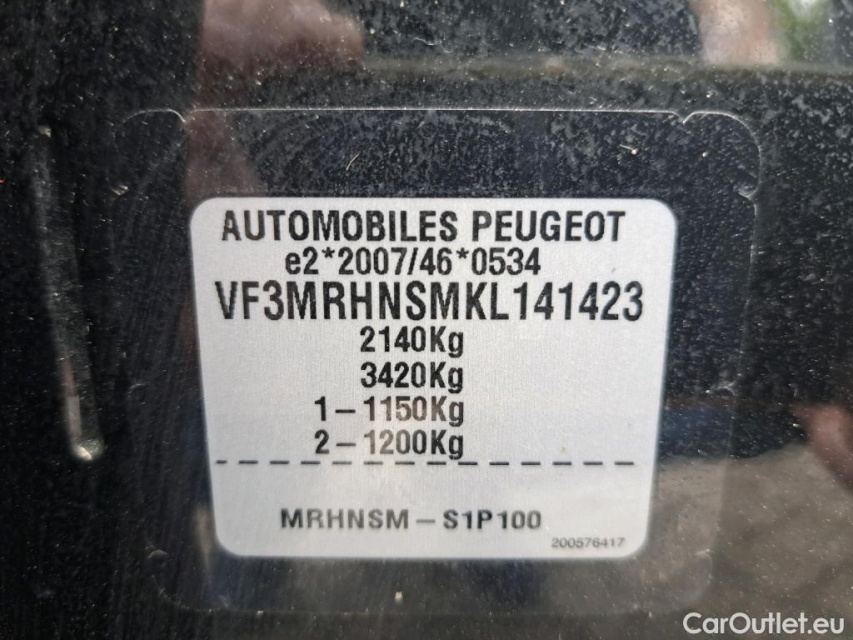 AUTOMOBILES PEUGEOT
e2*2007/46*0534
VF3MRHNSMKL141423
2140Kg
3420Kg
1-1150Kg
2-1200Kg
MRHNSM-S1P100
200576417
CarOutlet.eu